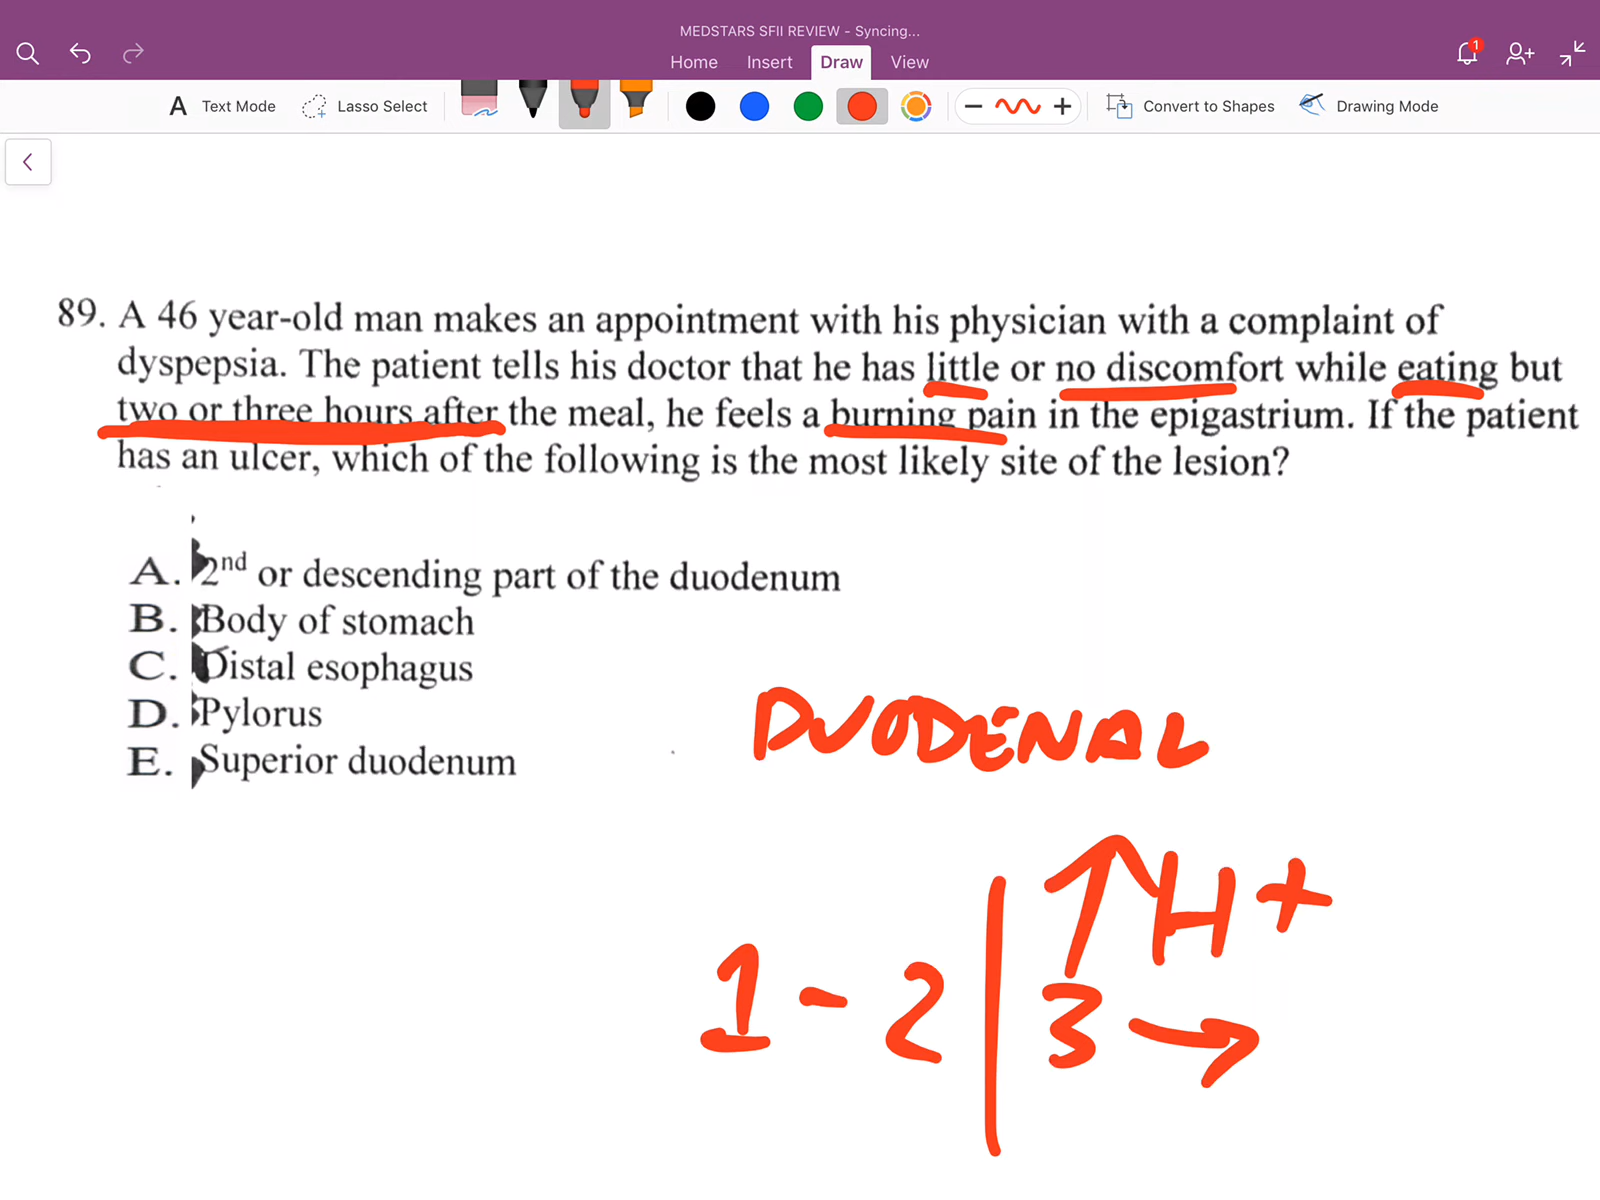 MEDSTARS SFII REVIEW - Syncing...
Home Insert Draw View
1
A Text Mode Lasso Select Convert to Shapes Drawing Mode
89. A 46 year-old man makes an appointment with his physician with a complaint of
dyspepsia. The patient tells his doctor that he has little or no discomfort while eating but
two or three hours after the meal, he feels a burning pain in the epigastrium. If the patient
has an ulcer, which of the following is the most likely site of the lesion?
A. 2nd or descending part of the duodenum
B. Body of stomach
C. Distal esophagus
D. Pylorus
E. Superior duodenum
DUODENAL
↑H+
1-2 | 3→